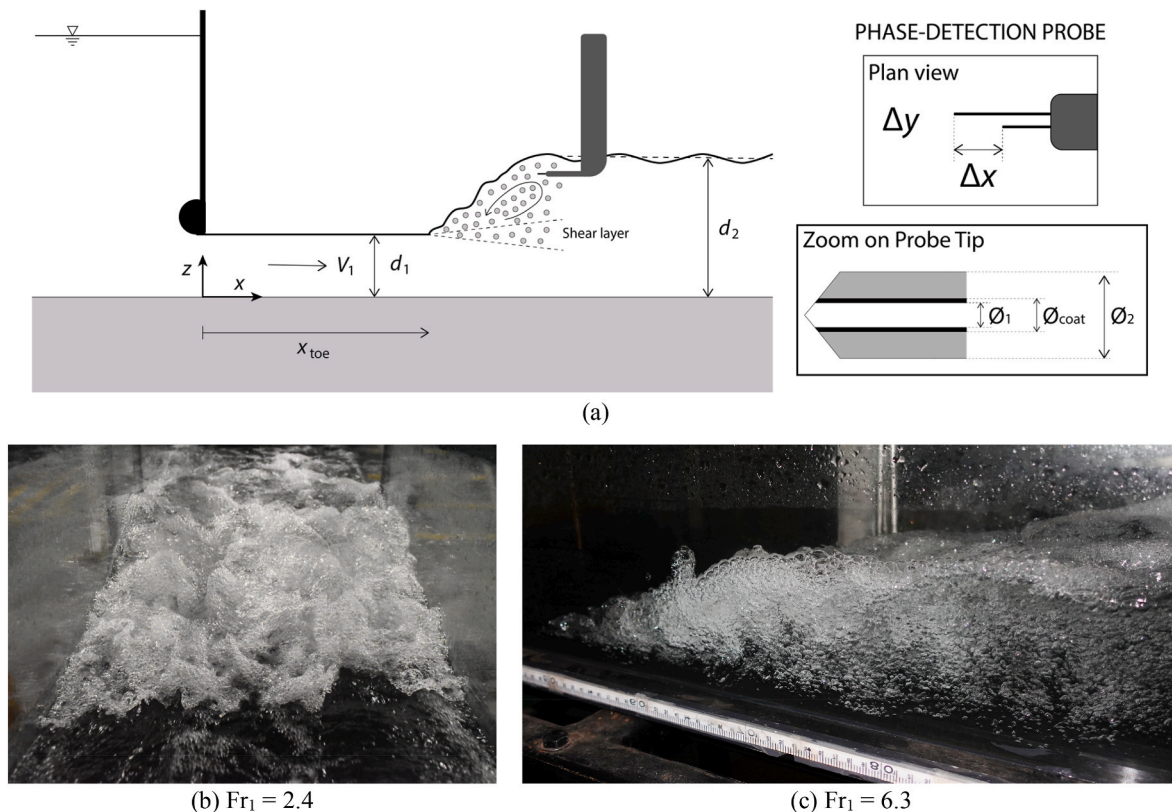 PHASE-DETECTION PROBE
Plan view
Δy
Δx
Zoom on Probe Tip
Ø1
Øcoat
Ø2
Shear layer
d2
d1
V1
z
x
xtoe
(a)
(b) Fr1 = 2.4
(c) Fr1 = 6.3